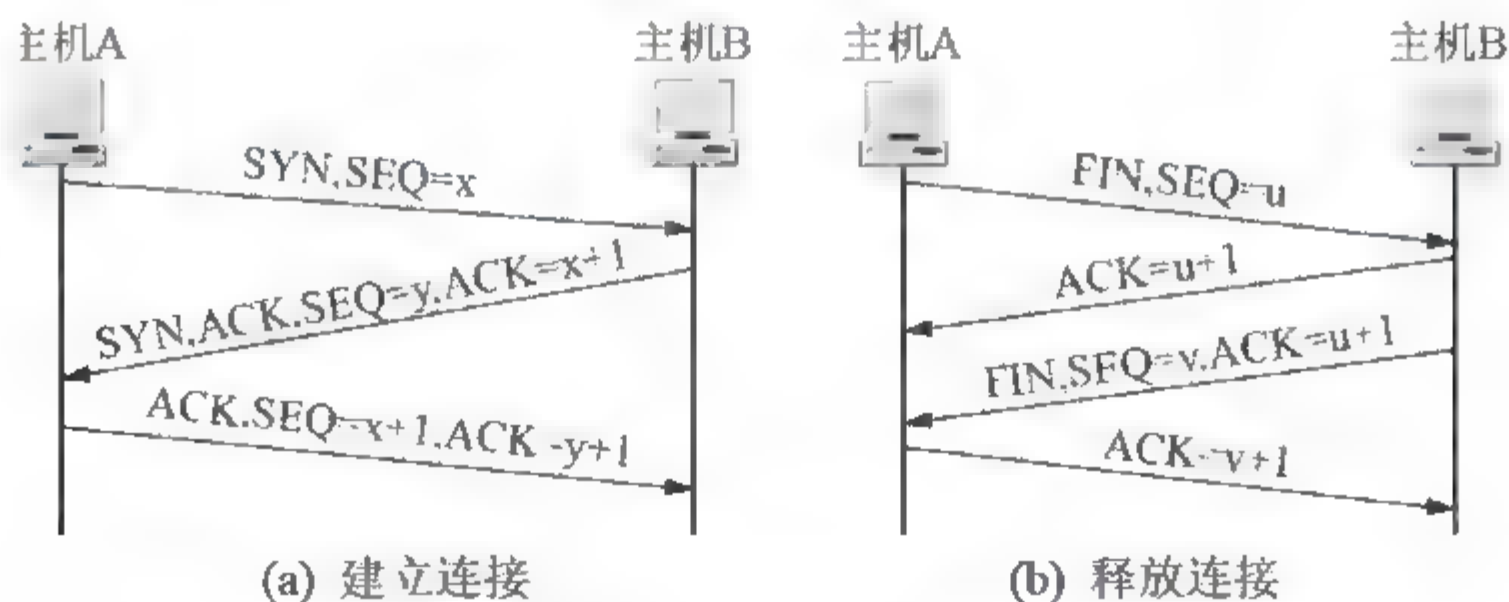 主机A
主机B
SYN,SEQ=x
SYN,ACK,SEQ=y,ACK=x+1
ACK,SEQ=x+1,ACK=y+1
(a) 建立连接
主机A
主机B
FIN,SEQ=u
ACK=u+1
FIN,SEQ=v,ACK=u+1
ACK=v+1
(b) 释放连接